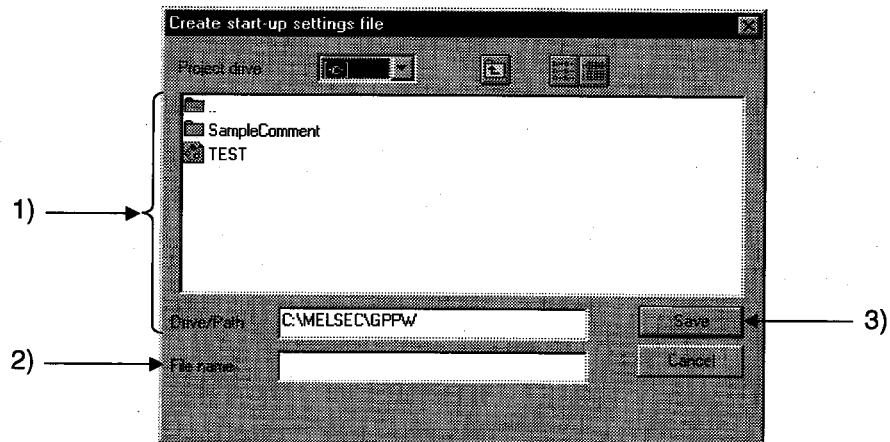 Create start-up settings file
Project drive [-c-]
..
SampleComment
TEST
1)
Drive/Path C:\MELSEC\GPPW Save 3)
2) File name Cancel